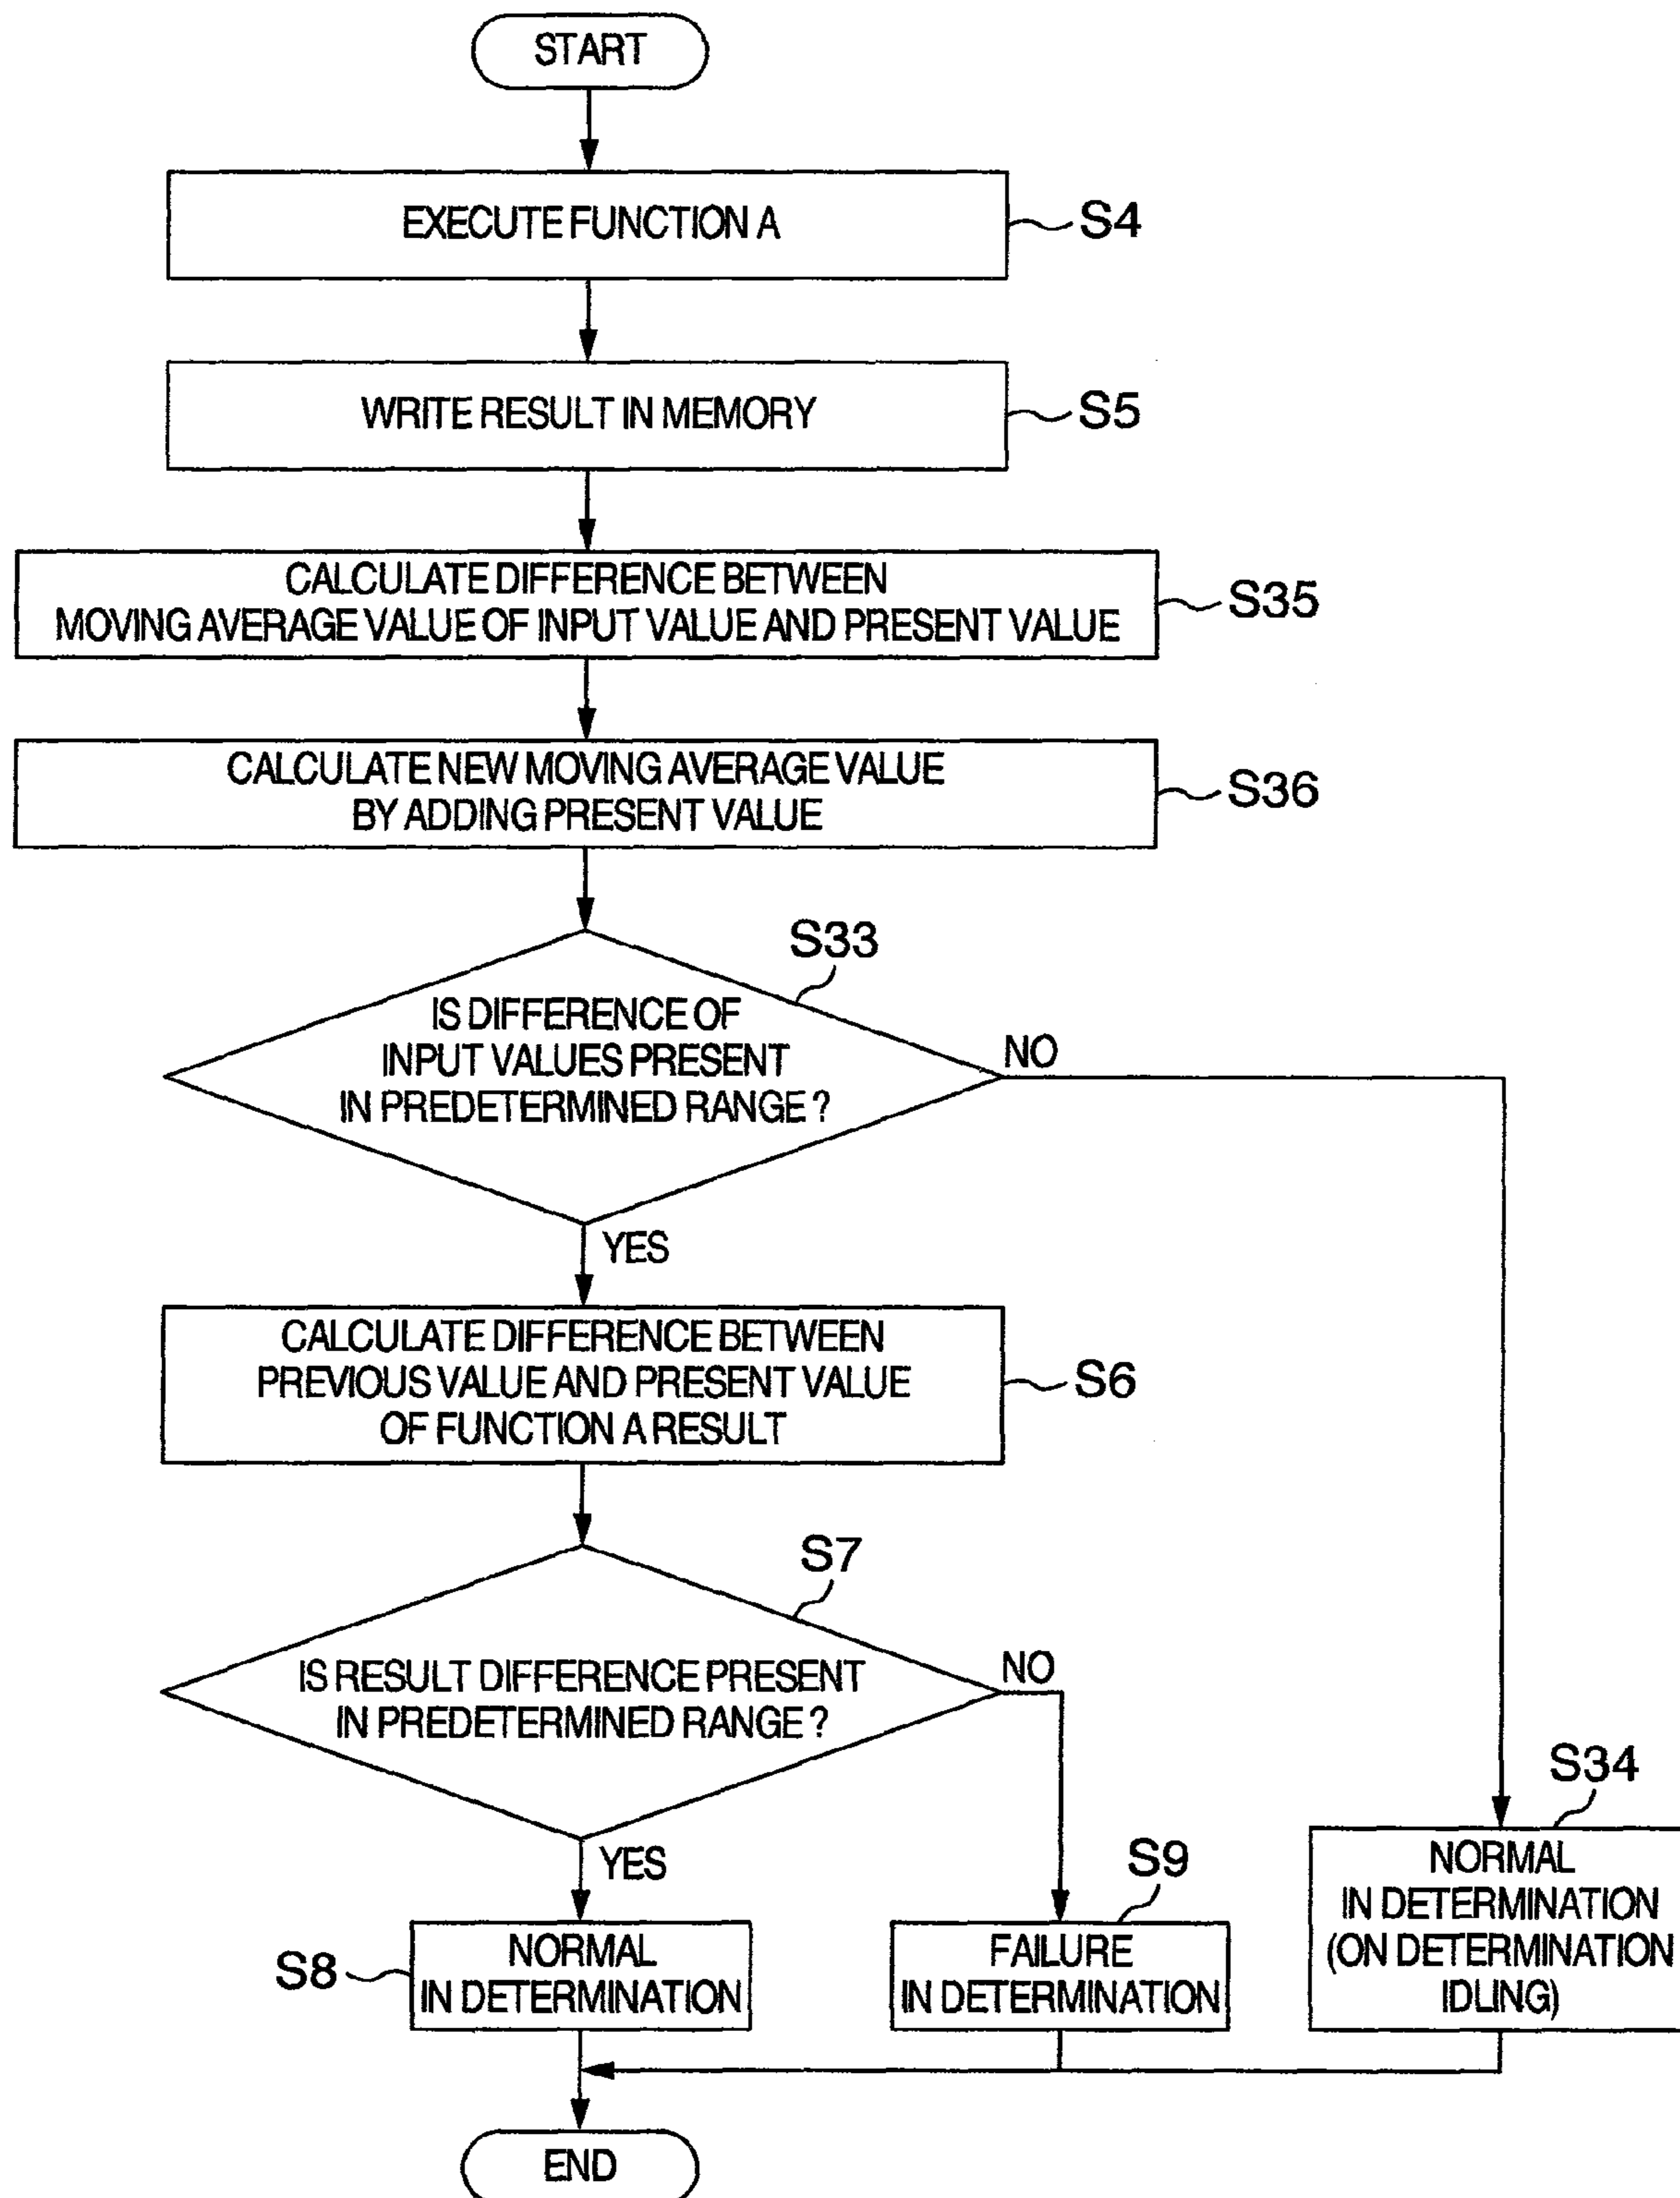 START
EXECUTE FUNCTION A
S4
WRITE RESULT IN MEMORY
S5
CALCULATE DIFFERENCE BETWEEN
MOVING AVERAGE VALUE OF INPUT VALUE AND PRESENT VALUE
S35
CALCULATE NEW MOVING AVERAGE VALUE
BY ADDING PRESENT VALUE
S36
S33
IS DIFFERENCE OF
INPUT VALUES PRESENT
IN PREDETERMINED RANGE ?
NO
YES
CALCULATE DIFFERENCE BETWEEN
PREVIOUS VALUE AND PRESENT VALUE
OF FUNCTION A RESULT
S6
S7
IS RESULT DIFFERENCE PRESENT
IN PREDETERMINED RANGE ?
NO
YES
S8
NORMAL
IN DETERMINATION
S9
FAILURE
IN DETERMINATION
S34
NORMAL
IN DETERMINATION
(ON DETERMINATION
IDLING)
END